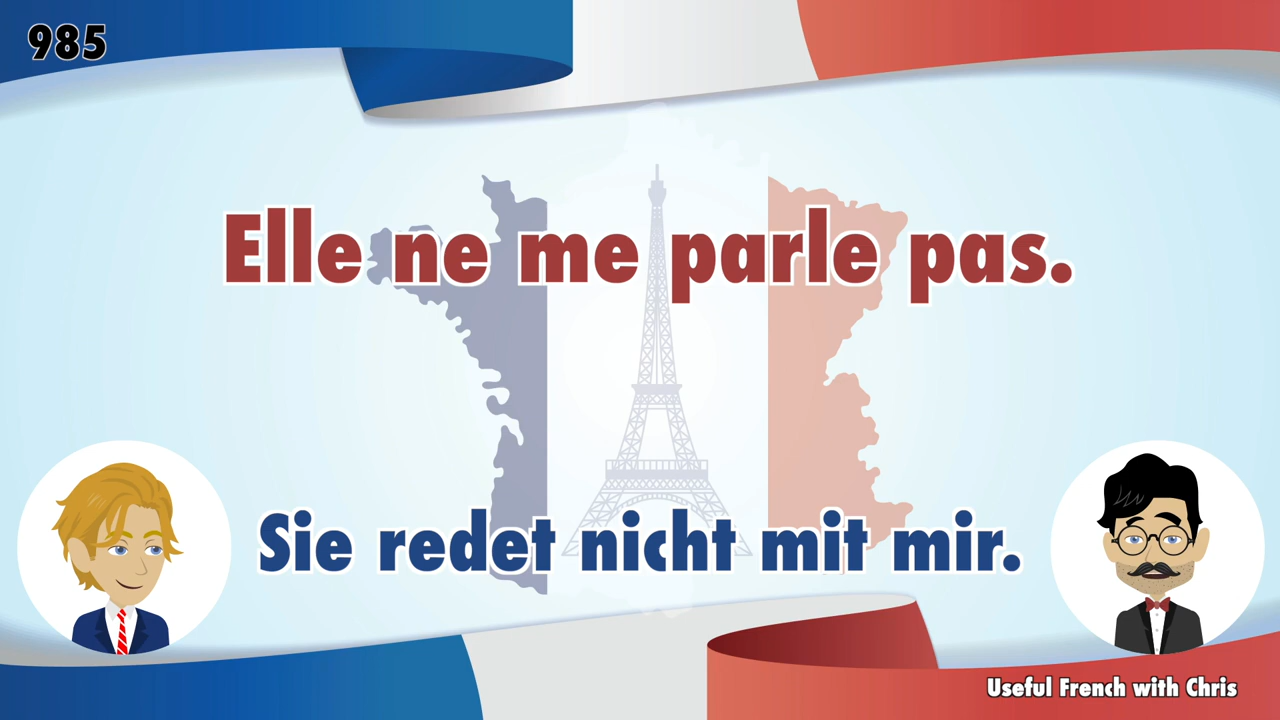 985
Elle ne me parle pas.
Sie redet nicht mit mir.
Useful French with Chris